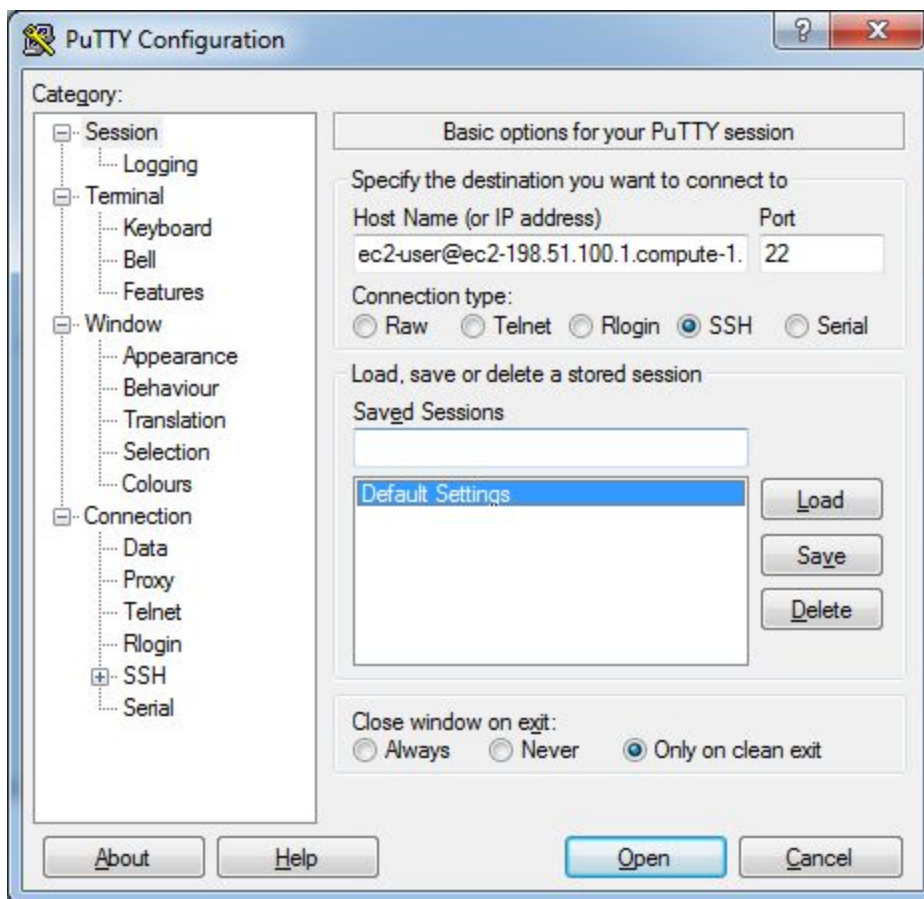 PuTTY Configuration
?
X
Category:
Session
Logging
Terminal
Keyboard
Bell
Features
Window
Appearance
Behaviour
Translation
Selection
Colours
Connection
Data
Proxy
Telnet
Rlogin
SSH
Serial
Basic options for your PuTTY session
Specify the destination you want to connect to
Host Name (or IP address) Port
ec2-user@ec2-198.51.100.1.compute-1. 22
Connection type:
Raw Telnet Rlogin SSH Serial
Load, save or delete a stored session
Saved Sessions
Default Settings
Load
Save
Delete
Close window on exit:
Always Never Only on clean exit
About Help Open Cancel